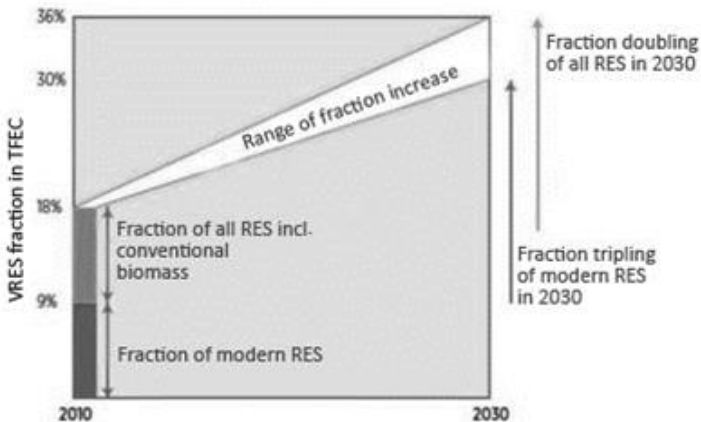 36%
30%
18%
9%
VRES fraction in TFEC
Range of fraction increase
Fraction of all RES incl.
conventional
biomass
Fraction of modern RES
2010
2030
Fraction doubling
of all RES in 2030
Fraction tripling
of modern RES
in 2030